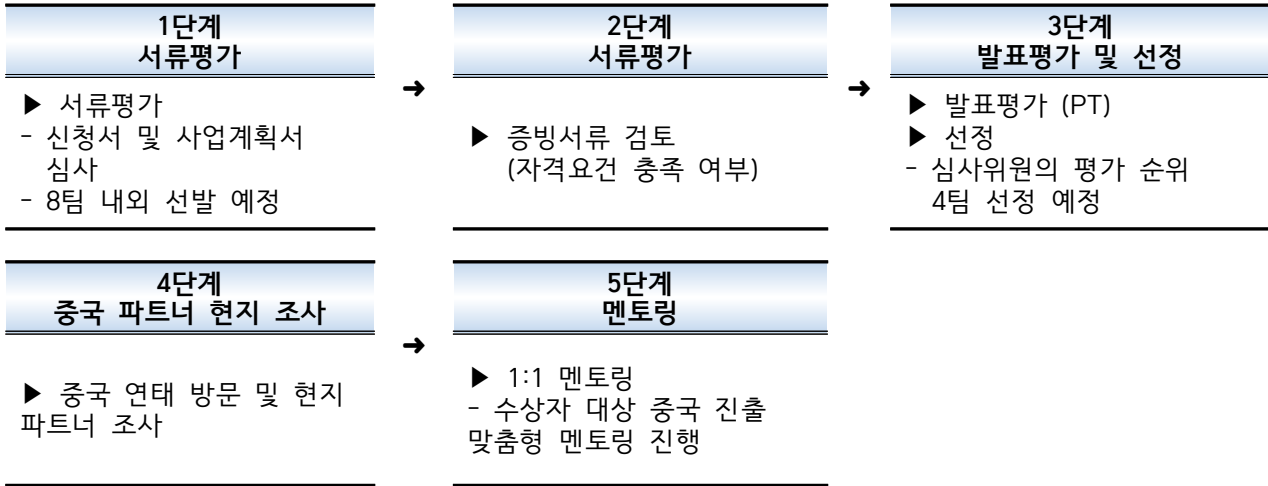 1단계
서류평가
▶ 서류평가
- 신청서 및 사업계획서
심사
- 8팀 내외 선발 예정
➜
2단계
서류평가
▶ 증빙서류 검토
(자격요건 충족 여부)
➜
3단계
발표평가 및 선정
▶ 발표평가 (PT)
▶ 선정
- 심사위원의 평가 순위
4팀 선정 예정
4단계
중국 파트너 현지 조사
▶ 중국 연태 방문 및 현지
파트너 조사
➜
5단계
멘토링
▶ 1:1 멘토링
- 수상자 대상 중국 진출
맞춤형 멘토링 진행